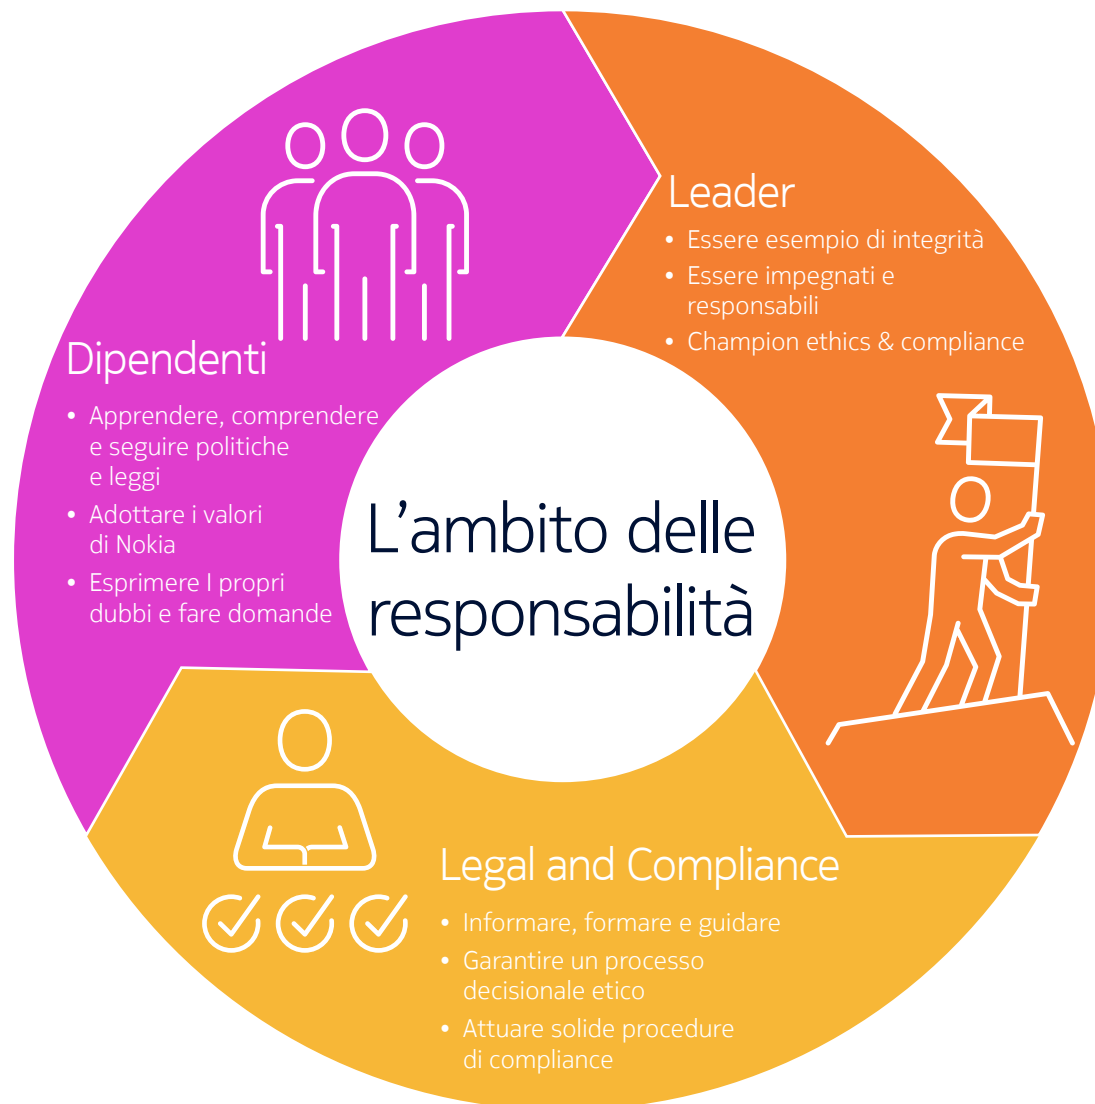 L'ambito delle
responsabilità
Dipendenti
• Apprendere, comprendere
e seguire politiche
e leggi
• Adottare i valori
di Nokia
• Esprimere I propri
dubbi e fare domande
Leader
• Essere esempio di integrità
• Essere impegnati e
responsabili
• Champion ethics & compliance
Legal and Compliance
• Informare, formare e guidare
• Garantire un processo
decisionale etico
• Attuare solide procedure
di compliance